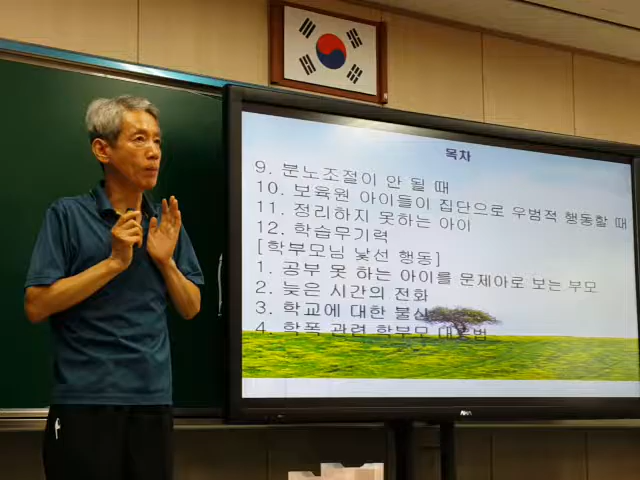 목차
9. 분노조절이 안 될 때
10. 보육원 아이들이 집단으로 우범적 행동할 때
11. 정리하지 못하는 아이
12. 학습무기력
[학부모님 낯선 행동]
1. 공부 못 하는 아이를 문제아로 보는 부모
2. 늦은 시간의 전화
3. 학교에 대한 불신
4. 학폭 관련 학부모 대응법